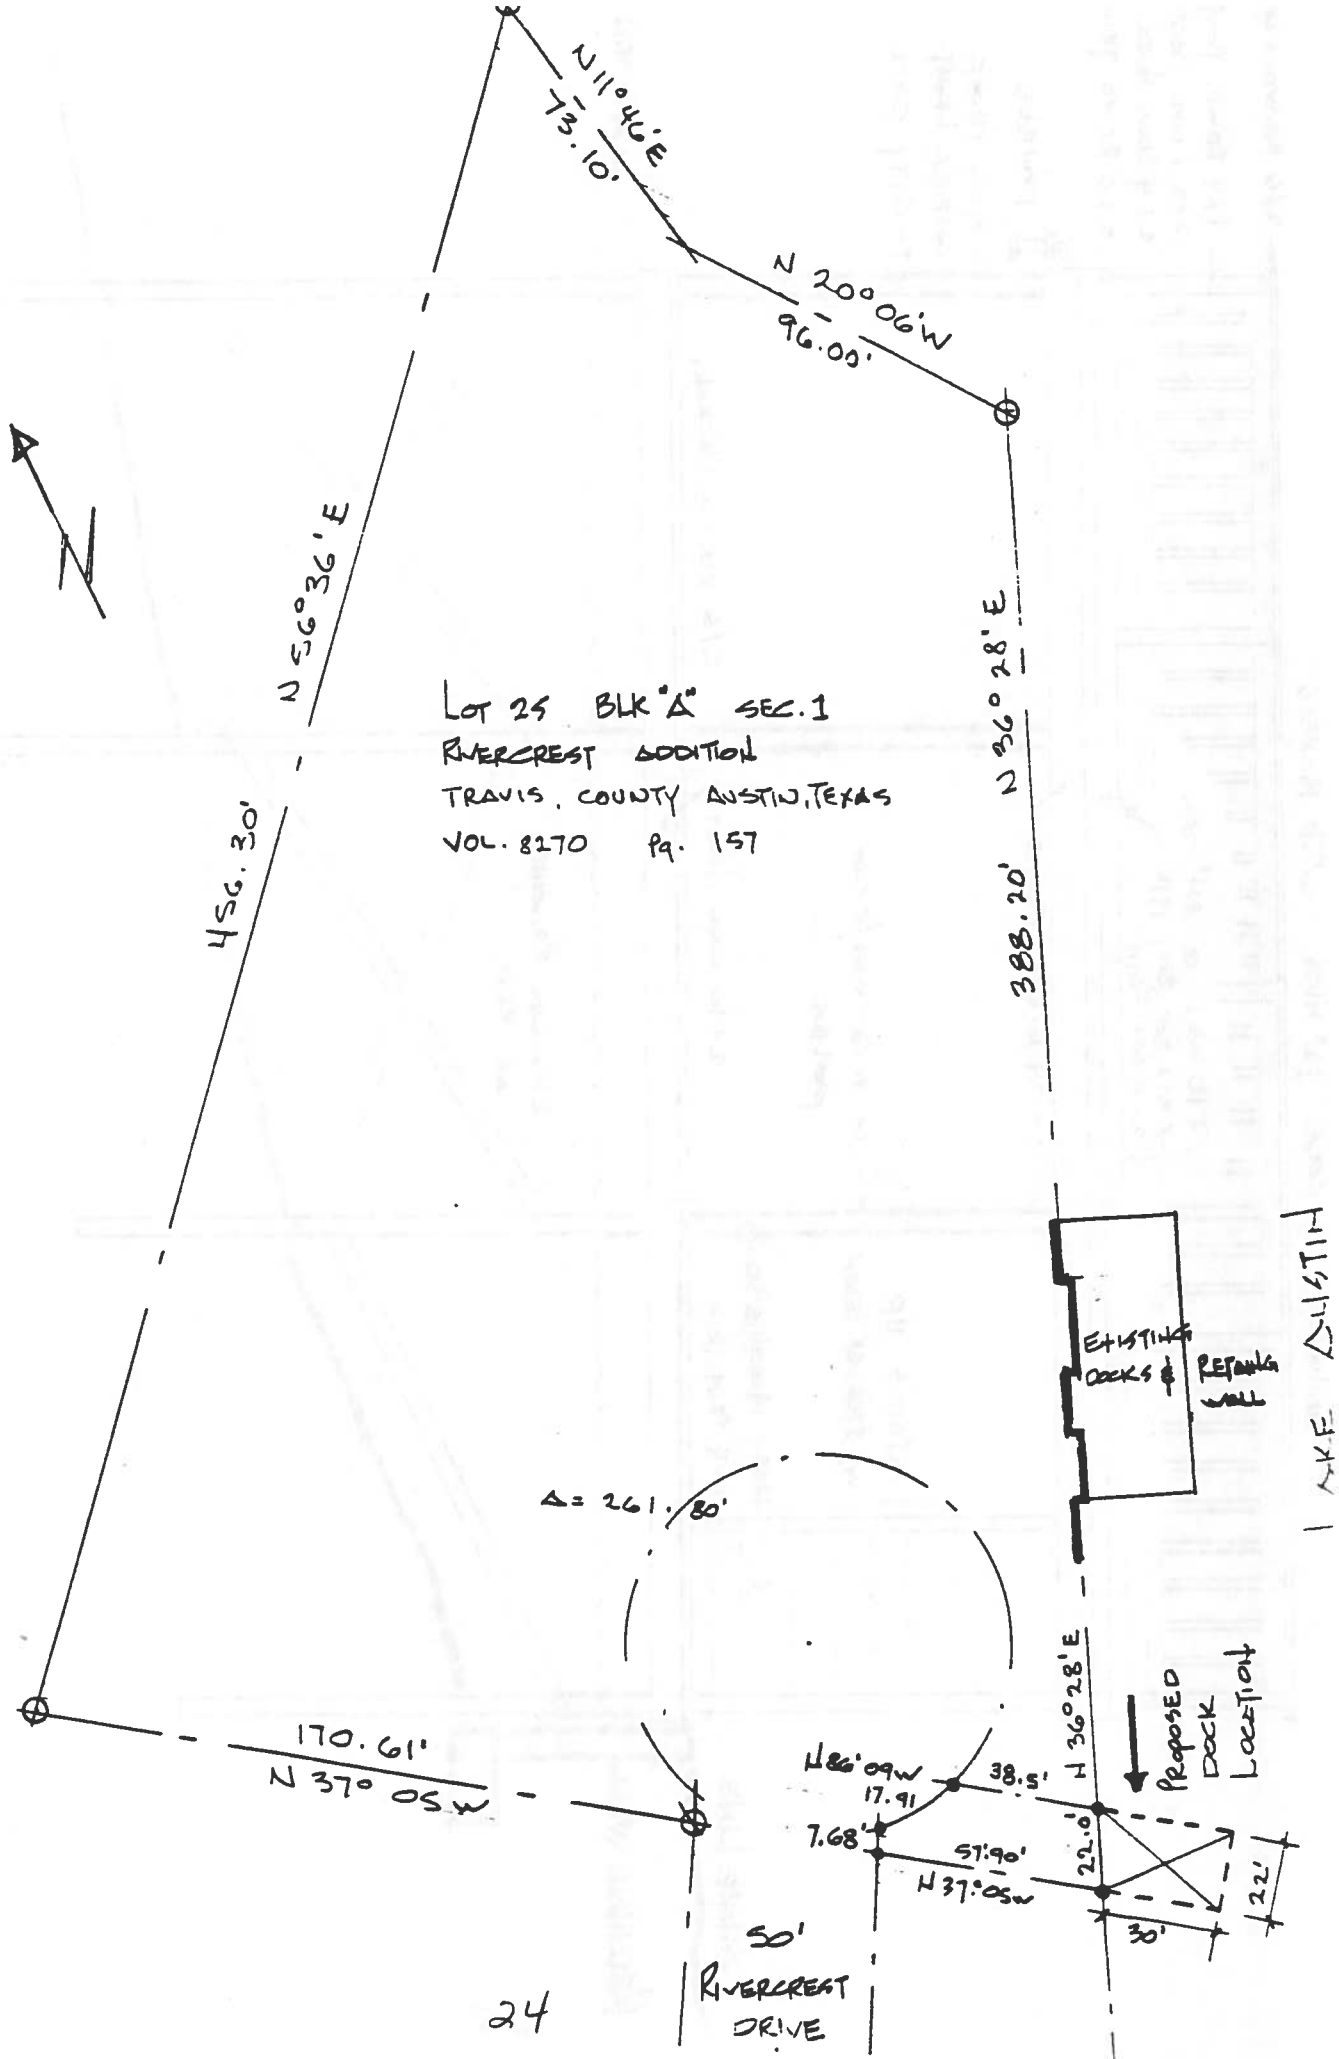 N 11° 46' E
73.10'
N 20° 06' W
96.00'
N
N 56° 36' E
456.30'
N 36° 28' E
388.20'
LOT 25 BLK "A" SEC. 1
RIVERCREST ADDITION
TRAVIS, COUNTY AUSTIN, TEXAS
VOL. 8270 Pg. 157
EXISTING
DOCKS &
RETAING
WALL
LAKE AUSTIN
Δ = 261.80'
N 36° 28' E
PROPOSED
DOCK
LOCATION
170.61'
N 37° 05 W
N 86' 09 W
17.91
38.5'
7.68'
57.90'
N 37° 05 W
22.0'
22'
30'
50'
RIVERCREST
DRIVE
24